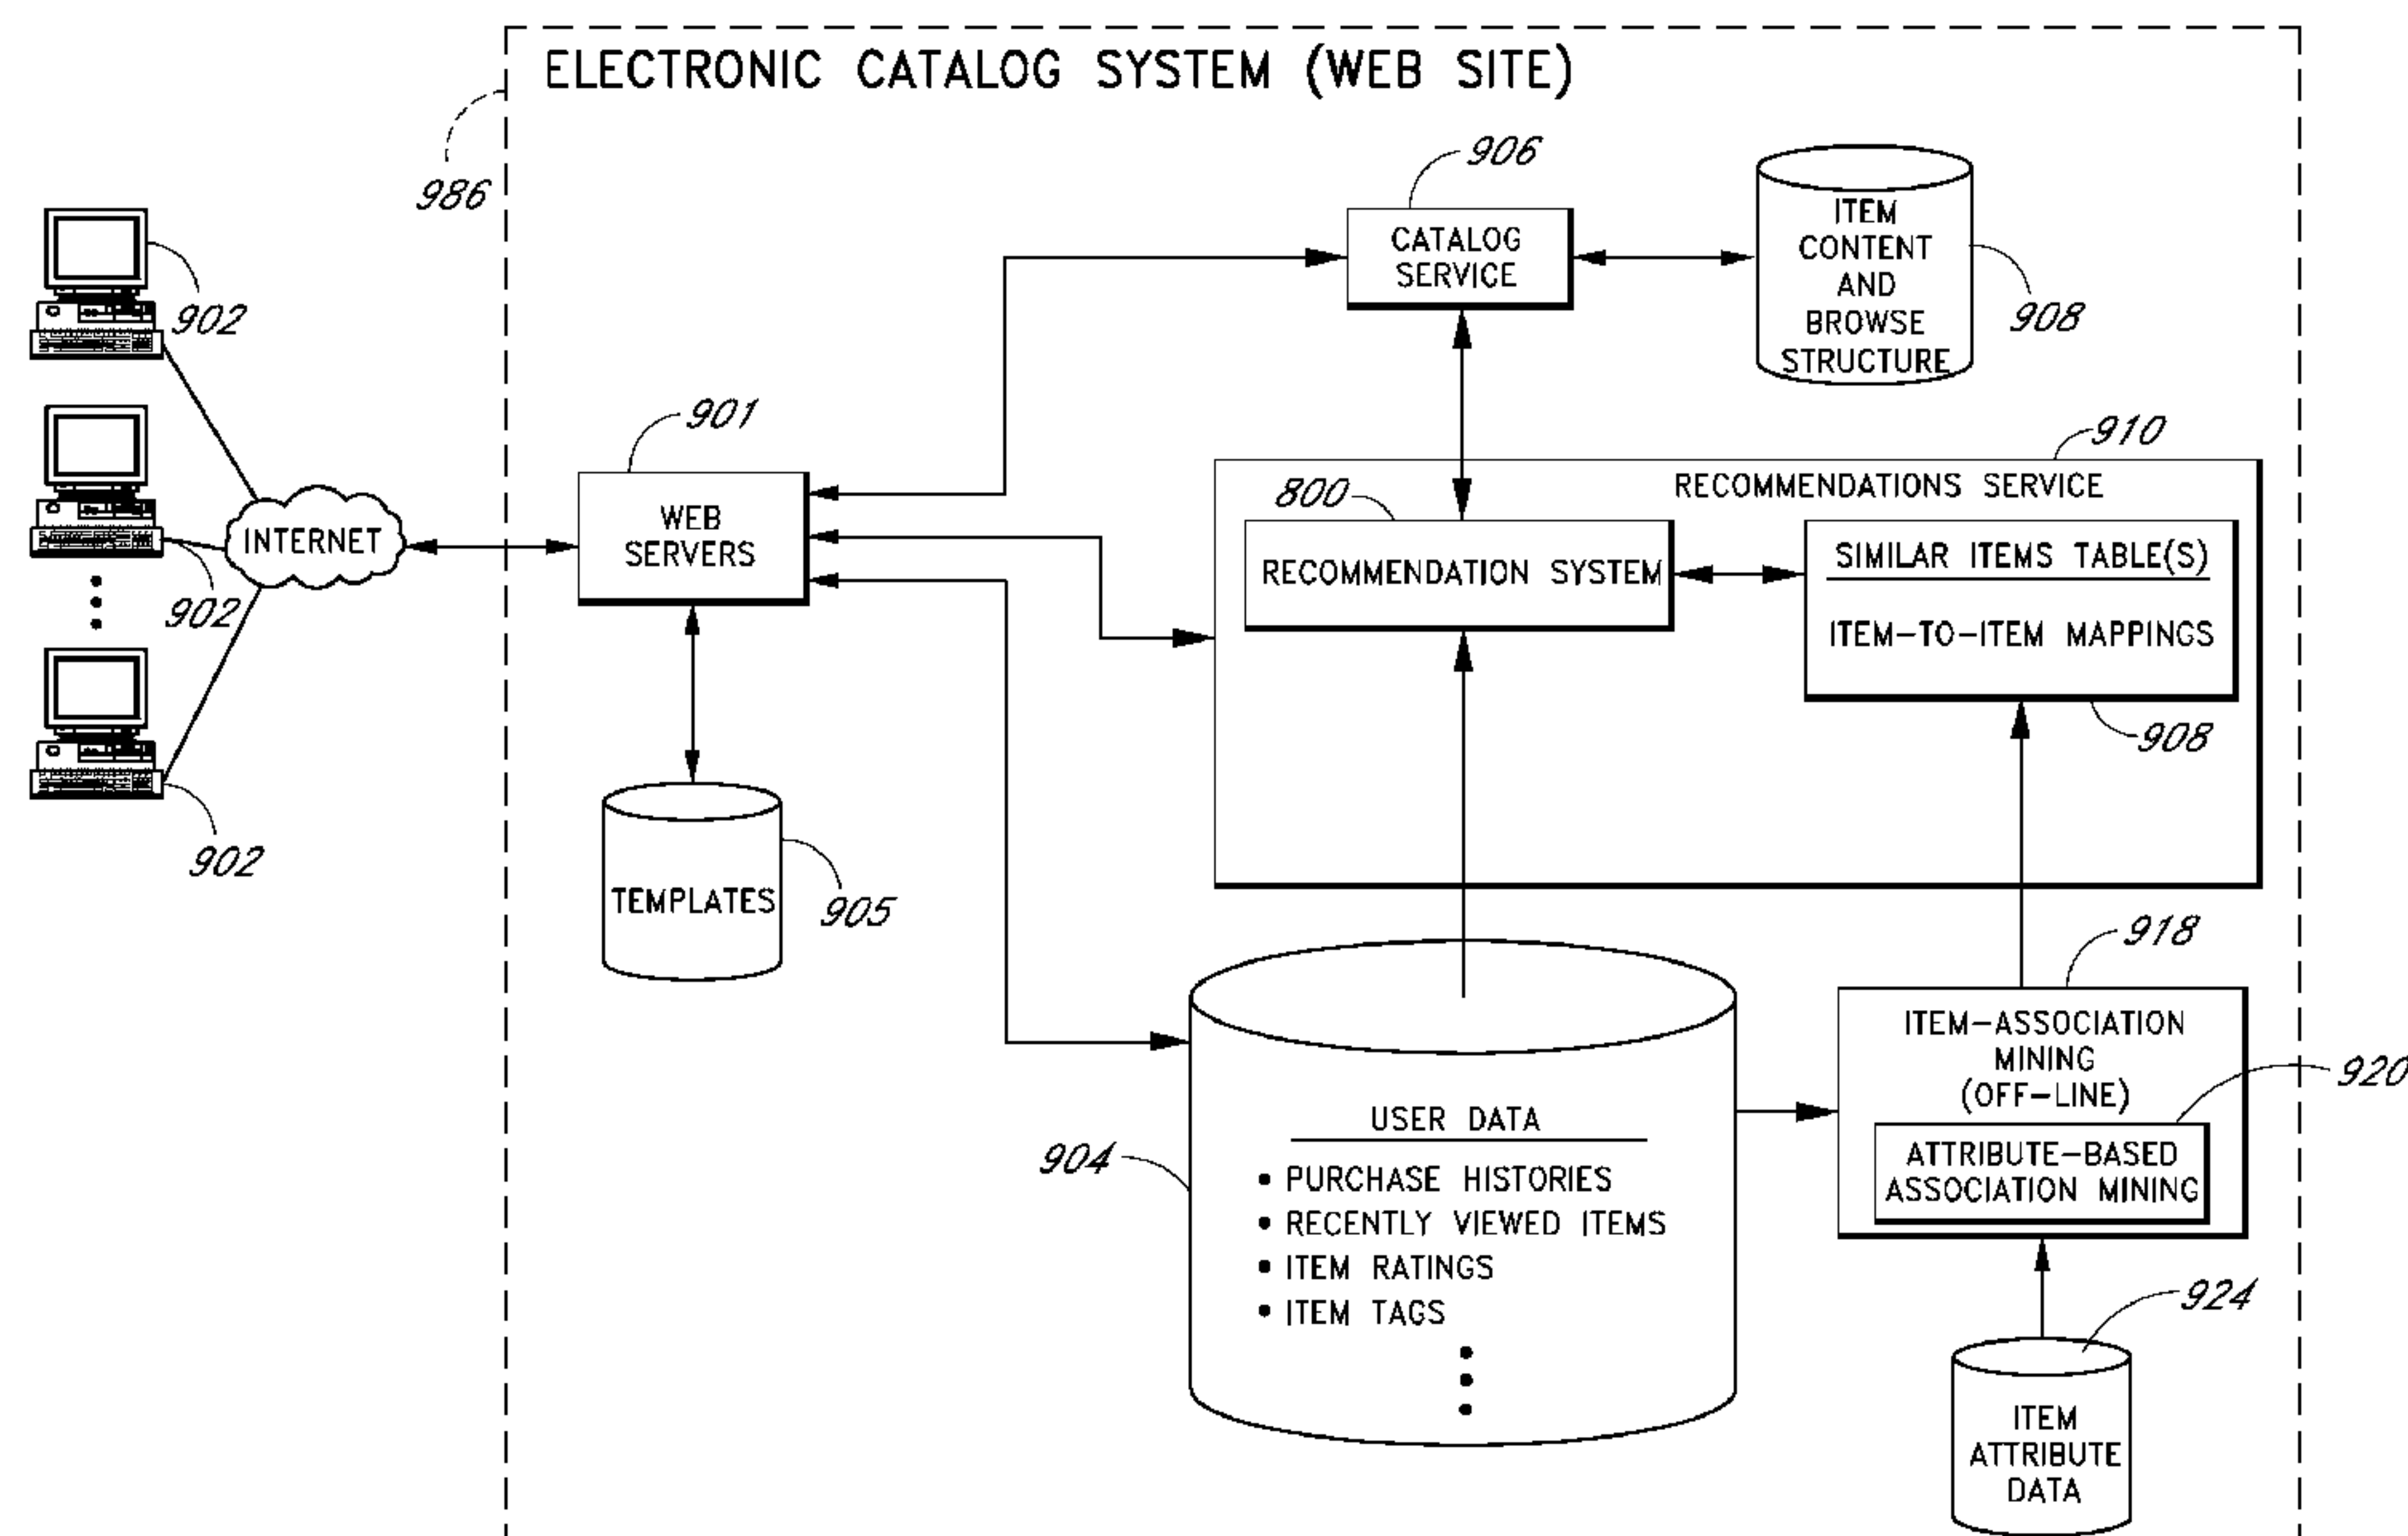 ELECTRONIC CATALOG SYSTEM (WEB SITE)
986
906
CATALOG
SERVICE
ITEM
CONTENT
AND
BROWSE
STRUCTURE
908
902
902
902
INTERNET
901
WEB
SERVERS
TEMPLATES
905
910
RECOMMENDATIONS SERVICE
800
RECOMMENDATION SYSTEM
SIMILAR ITEMS TABLE(S)
ITEM-TO-ITEM MAPPINGS
908
904
USER DATA
• PURCHASE HISTORIES
• RECENTLY VIEWED ITEMS
• ITEM RATINGS
• ITEM TAGS
918
ITEM-ASSOCIATION
MINING
(OFF-LINE)
920
ATTRIBUTE-BASED
ASSOCIATION MINING
924
ITEM
ATTRIBUTE
DATA